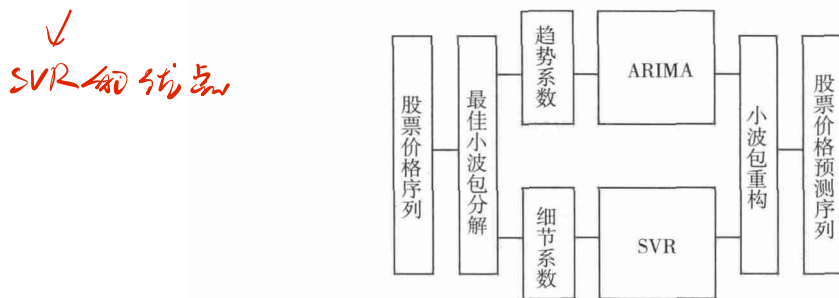 SVR的优点
股票价格序列
最佳小波包分解
趋势系数
ARIMA
细节系数
SVR
小波包重构
股票价格预测序列